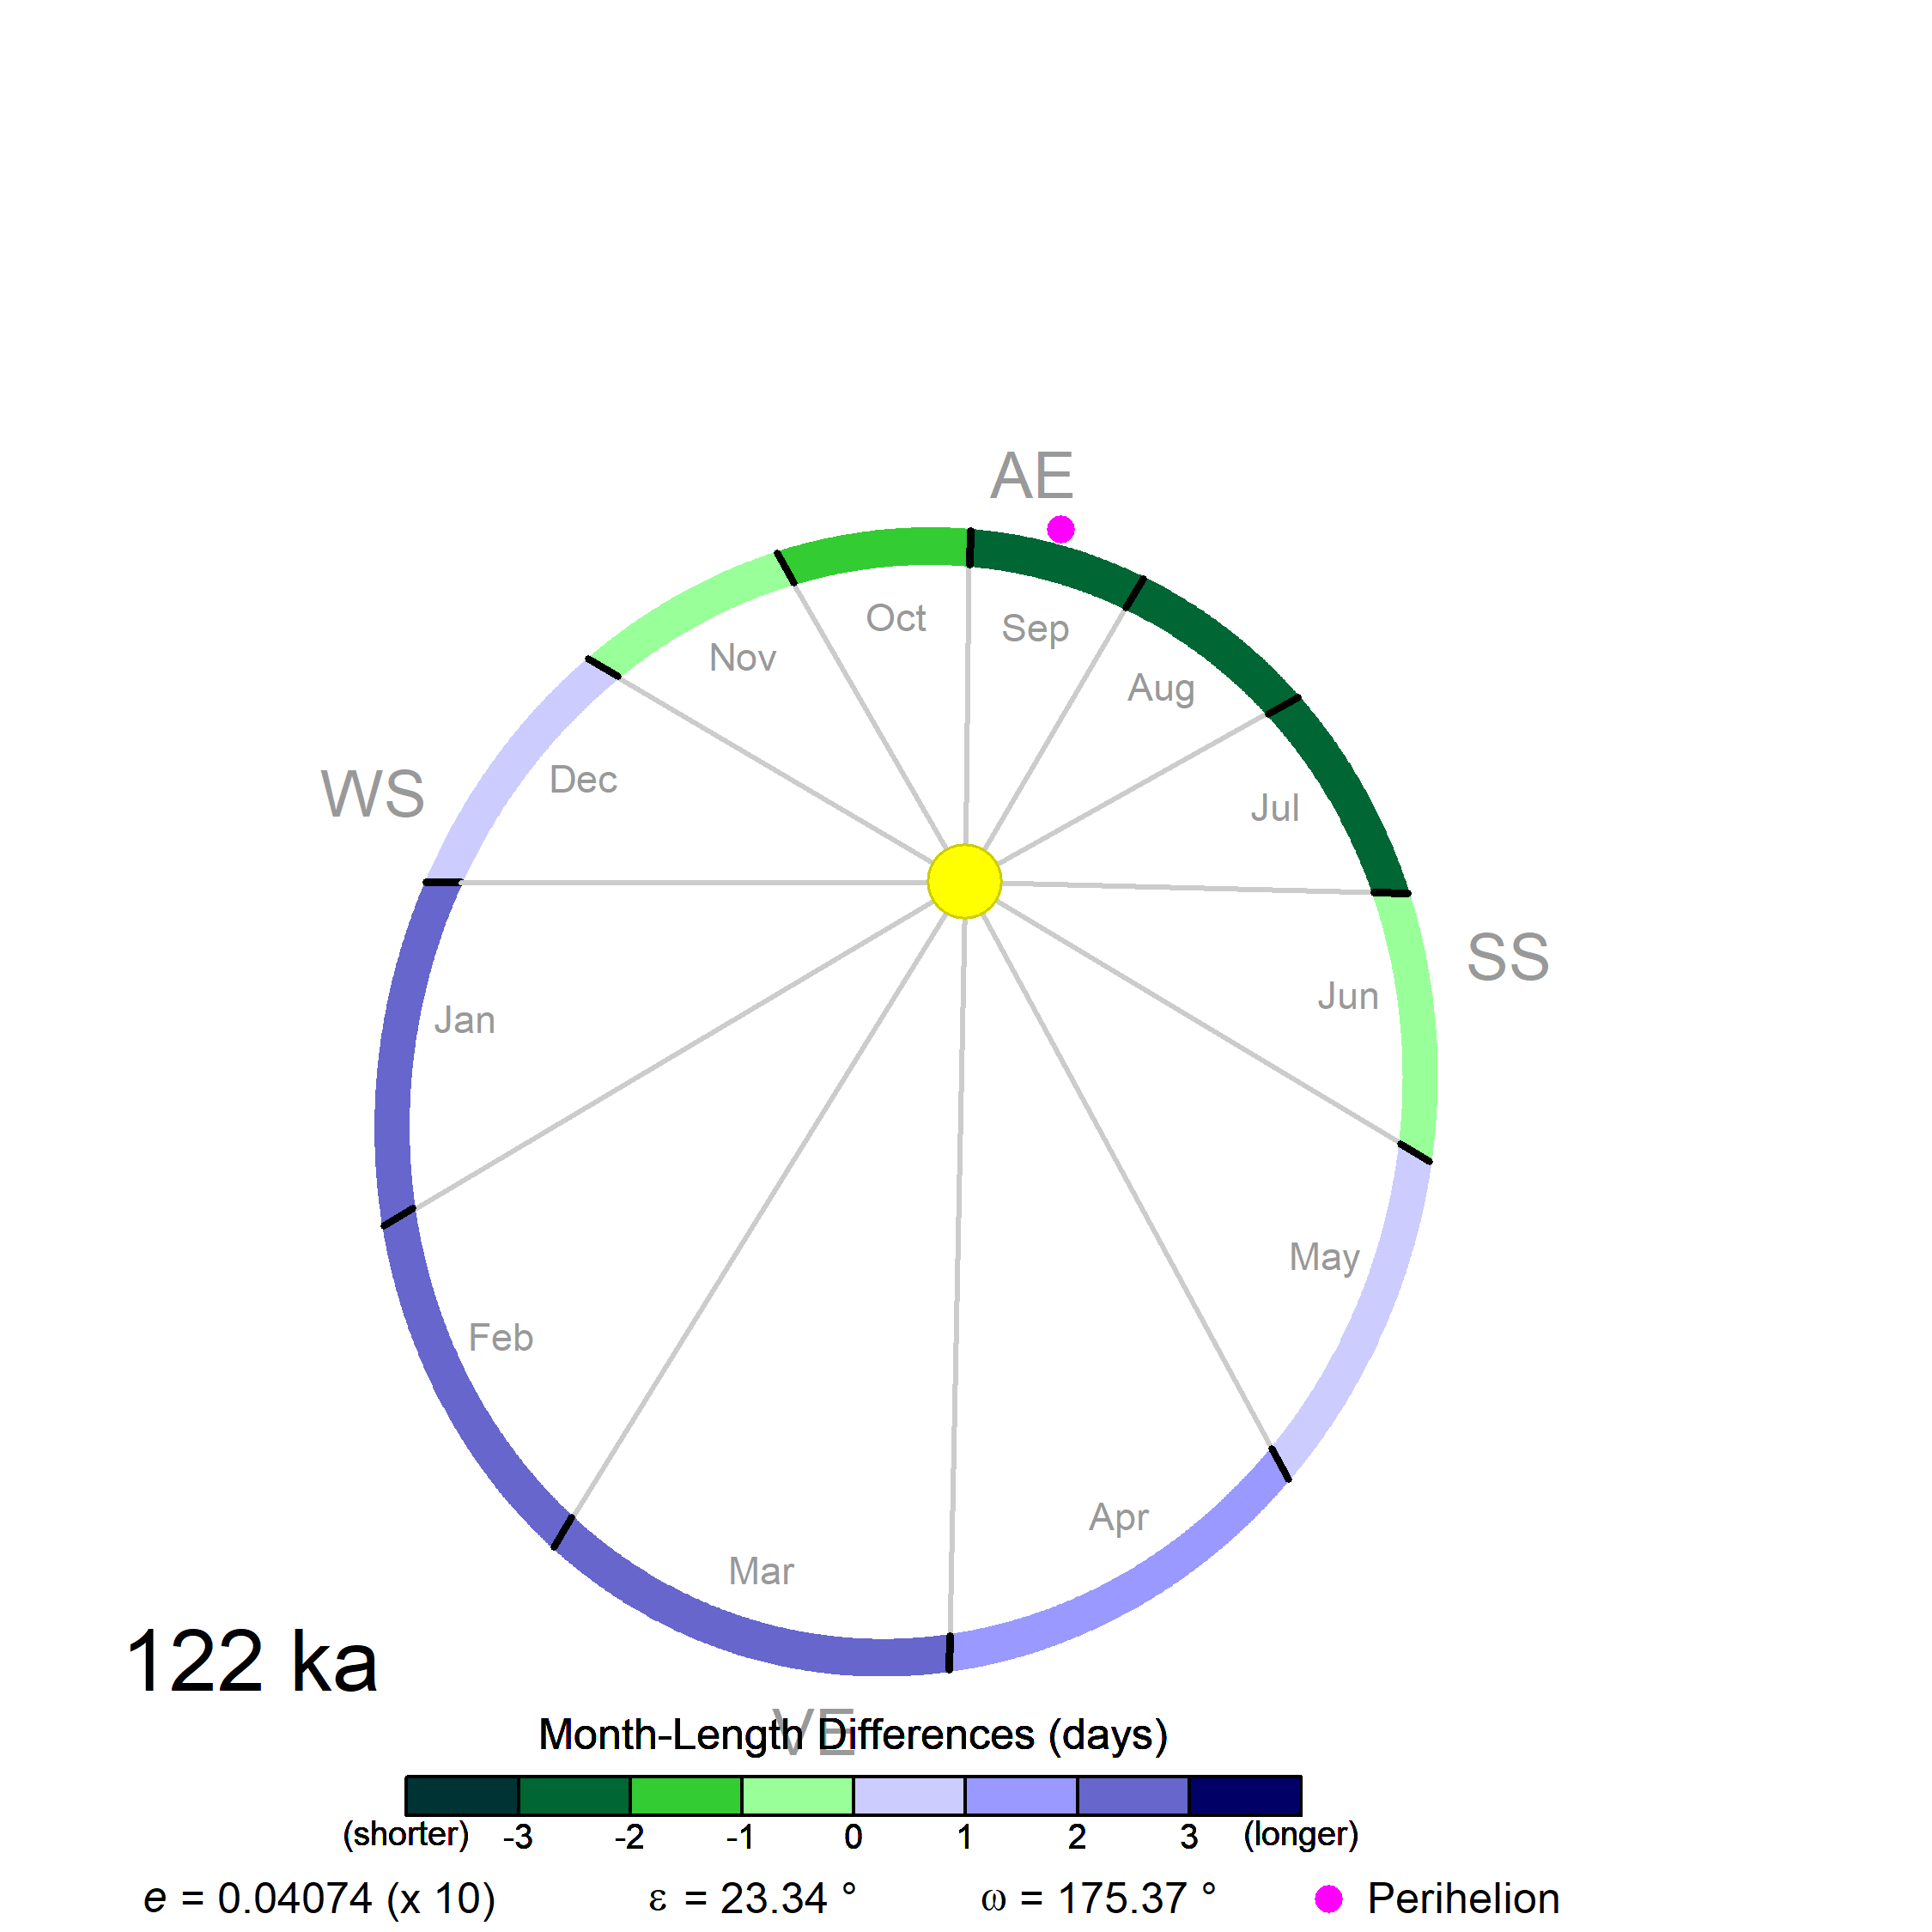 AE
Oct
Sep
Nov
Aug
WS
Dec
Jul
SS
Jun
Jan
May
Feb
Apr
Mar
122 ka
VE
Month-Length Differences (days)
(shorter) -3 -2 -1 0 1 2 3 (longer)
e = 0.04074 (x 10) ε = 23.34 ° ω = 175.37 ° Perihelion